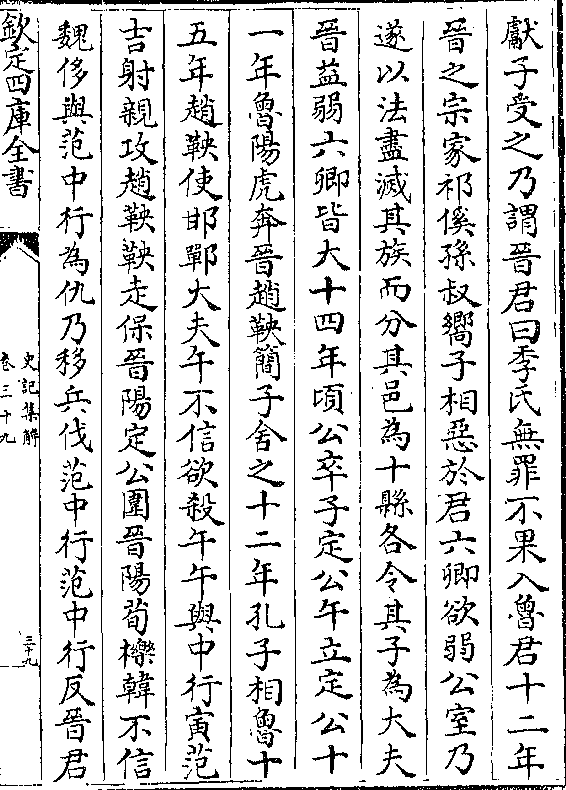 獻子受之乃謂晉君曰季氏無罪不果入魯君十二年
晉之宗家祁傒孫叔嚮子相惡於君六卿欲弱公室乃
遂以法盡滅其族而分其邑為十縣各令其子為大夫
晉益弱六卿皆大十四年頃公卒子定公午立定公十
一年魯陽虎奔晉趙鞅簡子舍之十二年孔子相魯十
五年趙鞅使邯鄲大夫午不信欲殺午午與中行寅范
吉射親攻趙鞅鞅走保晉陽定公圍晉陽荀櫟韓不信
魏侈與范中行為仇乃移兵伐范中行范中行反晉君
欽定四庫全書
史記集解
卷三十九
三十九